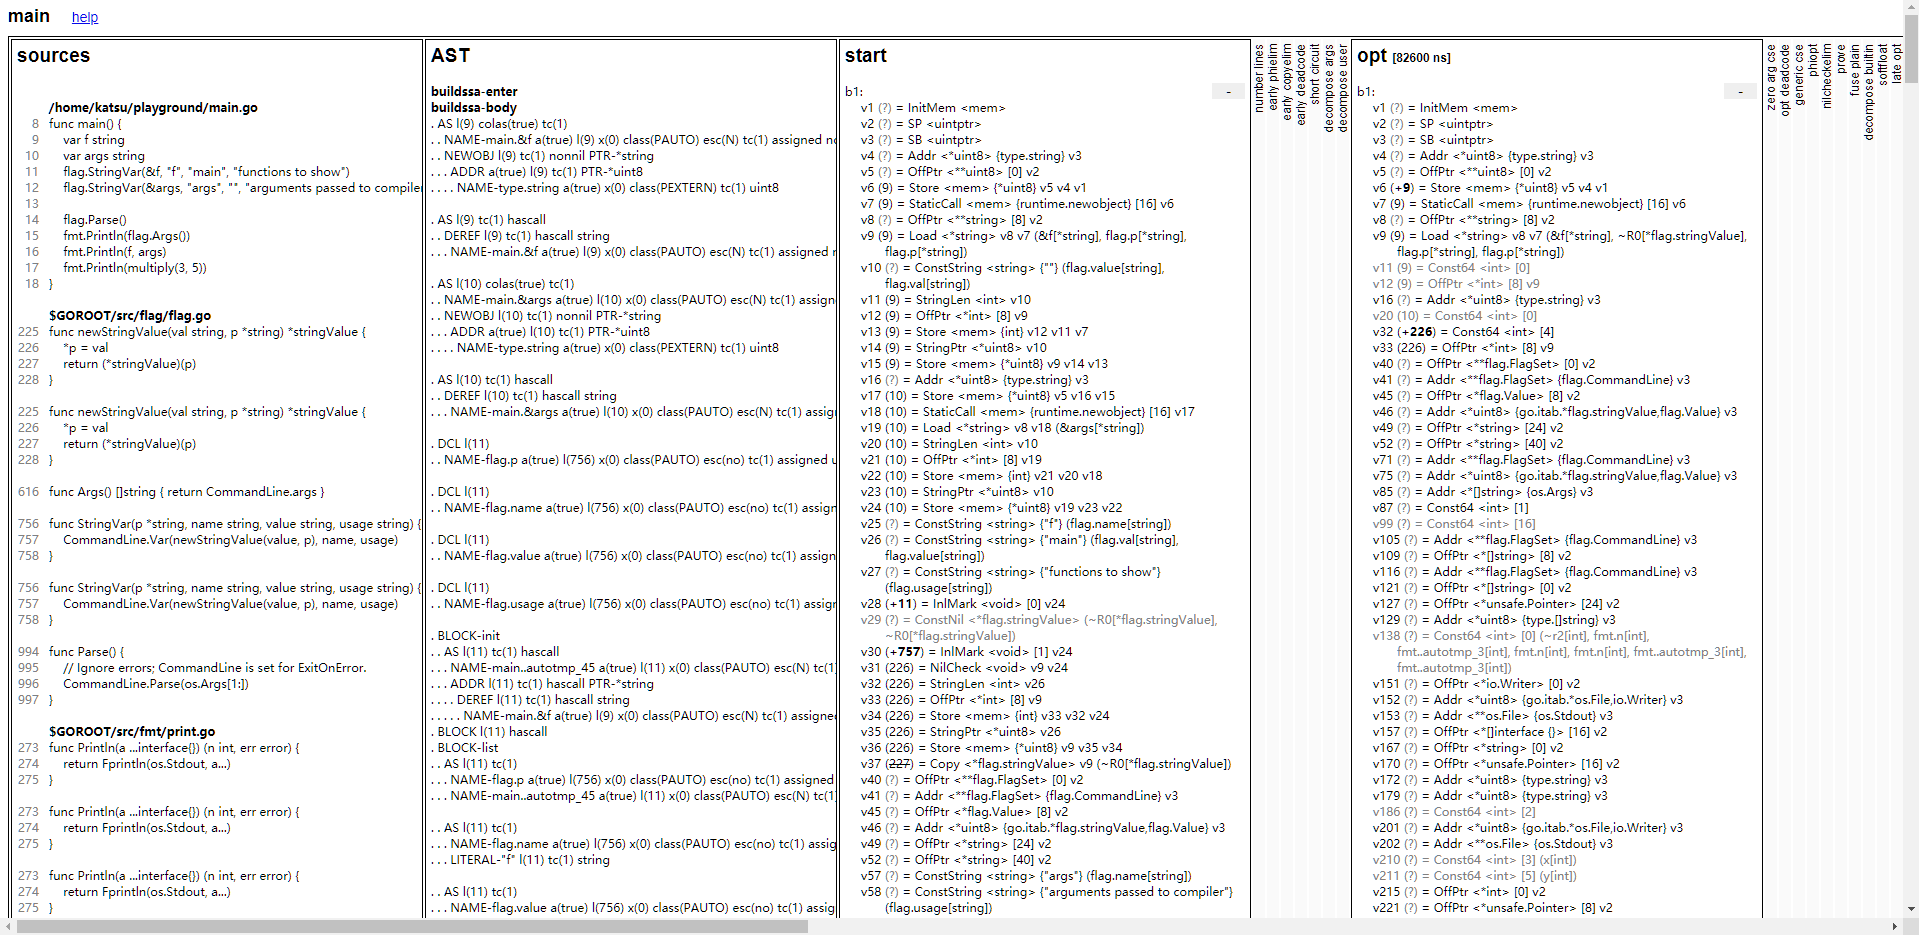 main help
sources
/home/katsu/playground/main.go
8 func main() {
9 var f string
10 var args string
11 flag.StringVar(&f, "f", "main", "functions to show")
12 flag.StringVar(&args, "args", "", "arguments passed to compiler
13
14 flag.Parse()
15 fmt.Println(flag.Args())
16 fmt.Println(f, args)
17 fmt.Println(multiply(3, 5))
18 }
$GOROOT/src/flag/flag.go
225 func newStringValue(val string, p *string) *stringValue {
226 *p = val
227 return (*stringValue)(p)
228 }
225 func newStringValue(val string, p *string) *stringValue {
226 *p = val
227 return (*stringValue)(p)
228 }
616 func Args() []string { return CommandLine.args }
756 func StringVar(p *string, name string, value string, usage string) {
757 CommandLine.Var(newStringValue(value, p), name, usage)
758 }
756 func StringVar(p *string, name string, value string, usage string) {
757 CommandLine.Var(newStringValue(value, p), name, usage)
758 }
994 func Parse() {
995 // Ignore errors; CommandLine is set for ExitOnError.
996 CommandLine.Parse(os.Args[1:])
997 }
$GOROOT/src/fmt/print.go
273 func Println(a ...interface{}) (n int, err error) {
274 return Fprintln(os.Stdout, a...)
275 }
273 func Println(a ...interface{}) (n int, err error) {
274 return Fprintln(os.Stdout, a...)
275 }
273 func Println(a ...interface{}) (n int, err error) {
274 return Fprintln(os.Stdout, a...)
275 }
AST
buildssa-enter
buildssa-body
. AS l(9) colas(true) tc(1)
. . NAME-main.&f a(true) l(9) x(0) class(PAUTO) esc(N) tc(1) assigned
. . NEWOBJ l(9) tc(1) nonnil PTR-*string
. . . ADDR a(true) l(9) tc(1) PTR-*uint8
. . . . NAME-type.string a(true) x(0) class(PEXTERN) tc(1) uint8
. AS l(9) tc(1) hascall
. . DEREF l(9) tc(1) hascall string
. . . NAME-main.&f a(true) l(9) x(0) class(PAUTO) esc(N) tc(1) assigned
. AS l(10) colas(true) tc(1)
. . NAME-main.&args a(true) l(10) x(0) class(PAUTO) esc(N) tc(1) assign
. . NEWOBJ l(10) tc(1) nonnil PTR-*string
. . . ADDR a(true) l(10) tc(1) PTR-*uint8
. . . . NAME-type.string a(true) x(0) class(PEXTERN) tc(1) uint8
. AS l(10) tc(1) hascall
. . DEREF l(10) tc(1) hascall string
. . . NAME-main.&args a(true) l(10) x(0) class(PAUTO) esc(N) tc(1) assig
. DCL l(11)
. . NAME-flag.p a(true) l(756) x(0) class(PAUTO) esc(no) tc(1) assigned
. DCL l(11)
. . NAME-flag.name a(true) l(756) x(0) class(PAUTO) esc(no) tc(1) assign
. DCL l(11)
. . NAME-flag.value a(true) l(756) x(0) class(PAUTO) esc(no) tc(1) assign
. DCL l(11)
. . NAME-flag.usage a(true) l(756) x(0) class(PAUTO) esc(no) tc(1) assigr
. BLOCK-init
. . AS l(11) tc(1) hascall
. . . NAME-main..autotmp_45 a(true) l(11) x(0) class(PAUTO) esc(N) tc(1)
. . . ADDR l(11) tc(1) hascall PTR-*string
. . . . DEREF l(11) tc(1) hascall string
. . . . . NAME-main.&f a(true) l(9) x(0) class(PAUTO) esc(N) tc(1) assigned
. BLOCK l(11) hascall
. BLOCK-list
. . AS l(11) tc(1)
. . . NAME-flag.p a(true) l(756) x(0) class(PAUTO) esc(no) tc(1) assigned
. . . NAME-main..autotmp_45 a(true) l(11) x(0) class(PAUTO) esc(N) tc(1)
. . AS l(11) tc(1)
. . . NAME-flag.name a(true) l(756) x(0) class(PAUTO) esc(no) tc(1) assig
. . . LITERAL-"f" l(11) tc(1) string
. . AS l(11) tc(1)
. . . NAME-flag.value a(true) l(756) x(0) class(PAUTO) esc(no) tc(1) assig
start
b1: -
v1 (?) = InitMem <mem>
v2 (?) = SP <uintptr>
v3 (?) = SB <uintptr>
v4 (?) = Addr <*uint8> {type.string} v3
v5 (?) = OffPtr <**uint8> [0] v2
v6 (9) = Store <mem> {*uint8} v5 v4 v1
v7 (9) = StaticCall <mem> {runtime.newobject} [16] v6
v8 (?) = OffPtr <**string> [8] v2
v9 (9) = Load <*string> v8 v7 (&f[*string], flag.p[*string],
flag.p[*string])
v10 (?) = ConstString <string> {""} (flag.value[string],
flag.val[string])
v11 (9) = StringLen <int> v10
v12 (9) = OffPtr <*int> [8] v9
v13 (9) = Store <mem> {int} v12 v11 v7
v14 (9) = StringPtr <*uint8> v10
v15 (9) = Store <mem> {*uint8} v9 v14 v13
v16 (?) = Addr <*uint8> {type.string} v3
v17 (10) = Store <mem> {*uint8} v5 v16 v15
v18 (10) = StaticCall <mem> {runtime.newobject} [16] v17
v19 (10) = Load <*string> v8 v18 (&args[*string])
v20 (10) = StringLen <int> v10
v21 (10) = OffPtr <*int> [8] v19
v22 (10) = Store <mem> {int} v21 v20 v18
v23 (10) = StringPtr <*uint8> v10
v24 (10) = Store <mem> {*uint8} v19 v23 v22
v25 (?) = ConstString <string> {"f"} (flag.name[string])
v26 (?) = ConstString <string> {"main"} (flag.val[string],
flag.value[string])
v27 (?) = ConstString <string> {"functions to show"}
(flag.usage[string])
v28 (+11) = InlMark <void> [0] v24
v29 (?) = ConstNil <*flag.stringValue> (~R0[*flag.stringValue],
~R0[*flag.stringValue])
v30 (+757) = InlMark <void> [1] v24
v31 (226) = NilCheck <void> v9 v24
v32 (226) = StringLen <int> v26
v33 (226) = OffPtr <*int> [8] v9
v34 (226) = Store <mem> {int} v33 v32 v24
v35 (226) = StringPtr <*uint8> v26
v36 (226) = Store <mem> {*uint8} v9 v35 v34
v37 (227) = Copy <*flag.stringValue> v9 (~R0[*flag.stringValue])
v40 (?) = OffPtr <**flag.FlagSet> [0] v2
v41 (?) = Addr <**flag.FlagSet> {flag.CommandLine} v3
v45 (?) = OffPtr <*flag.Value> [8] v2
v46 (?) = Addr <*uint8> {go.itab.*flag.stringValue,flag.Value} v3
v49 (?) = OffPtr <*string> [24] v2
v52 (?) = OffPtr <*string> [40] v2
v57 (?) = ConstString <string> {"args"} (flag.name[string])
v58 (?) = ConstString <string> {"arguments passed to compiler"}
(flag.usage[string])
number lines
early phielim
early copyelim
early deadcode
short circuit
decompose args
decompose user
opt [82600 ns]
b1: -
v1 (?) = InitMem <mem>
v2 (?) = SP <uintptr>
v3 (?) = SB <uintptr>
v4 (?) = Addr <*uint8> {type.string} v3
v5 (?) = OffPtr <**uint8> [0] v2
v6 (+9) = Store <mem> {*uint8} v5 v4 v1
v7 (9) = StaticCall <mem> {runtime.newobject} [16] v6
v8 (?) = OffPtr <**string> [8] v2
v9 (9) = Load <*string> v8 v7 (&f[*string], ~R0[*flag.stringValue],
flag.p[*string], flag.p[*string])
v11 (9) = Const64 <int> [0]
v12 (9) = OffPtr <*int> [8] v9
v16 (?) = Addr <*uint8> {type.string} v3
v20 (10) = Const64 <int> [0]
v32 (+226) = Const64 <int> [4]
v33 (226) = OffPtr <*int> [8] v9
v40 (?) = OffPtr <**flag.FlagSet> [0] v2
v41 (?) = Addr <**flag.FlagSet> {flag.CommandLine} v3
v45 (?) = OffPtr <*flag.Value> [8] v2
v46 (?) = Addr <*uint8> {go.itab.*flag.stringValue,flag.Value} v3
v49 (?) = OffPtr <*string> [24] v2
v52 (?) = OffPtr <*string> [40] v2
v71 (?) = Addr <**flag.FlagSet> {flag.CommandLine} v3
v75 (?) = Addr <*uint8> {go.itab.*flag.stringValue,flag.Value} v3
v85 (?) = Addr <*[]string> {os.Args} v3
v87 (?) = Const64 <int> [1]
v99 (?) = Const64 <int> [16]
v105 (?) = Addr <**flag.FlagSet> {flag.CommandLine} v3
v109 (?) = OffPtr <*[]string> [8] v2
v116 (?) = Addr <**flag.FlagSet> {flag.CommandLine} v3
v121 (?) = OffPtr <*[]string> [0] v2
v127 (?) = OffPtr <*unsafe.Pointer> [24] v2
v129 (?) = Addr <*uint8> {type.[]string} v3
v138 (?) = Const64 <int> [0] (~r2[int], fmt.n[int],
fmt..autotmp_3[int], fmt.n[int], fmt.n[int], fmt..autotmp_3[int],
fmt..autotmp_3[int])
v151 (?) = OffPtr <*io.Writer> [0] v2
v152 (?) = Addr <*uint8> {go.itab.*os.File,io.Writer} v3
v153 (?) = Addr <**os.File> {os.Stdout} v3
v157 (?) = OffPtr <*[]interface {}> [16] v2
v167 (?) = OffPtr <*string> [0] v2
v170 (?) = OffPtr <*unsafe.Pointer> [16] v2
v172 (?) = Addr <*uint8> {type.string} v3
v179 (?) = Addr <*uint8> {type.string} v3
v186 (?) = Const64 <int> [2]
v201 (?) = Addr <*uint8> {go.itab.*os.File,io.Writer} v3
v202 (?) = Addr <**os.File> {os.Stdout} v3
v210 (?) = Const64 <int> [3] (x[int])
v211 (?) = Const64 <int> [5] (y[int])
v215 (?) = OffPtr <*int> [0] v2
v221 (?) = OffPtr <*unsafe.Pointer> [8] v2
zero arg cse
opt deadcode
generic cse
phiopt
nilcheckelim
prove
fuse plain
decompose builtin
softfloat
late opt